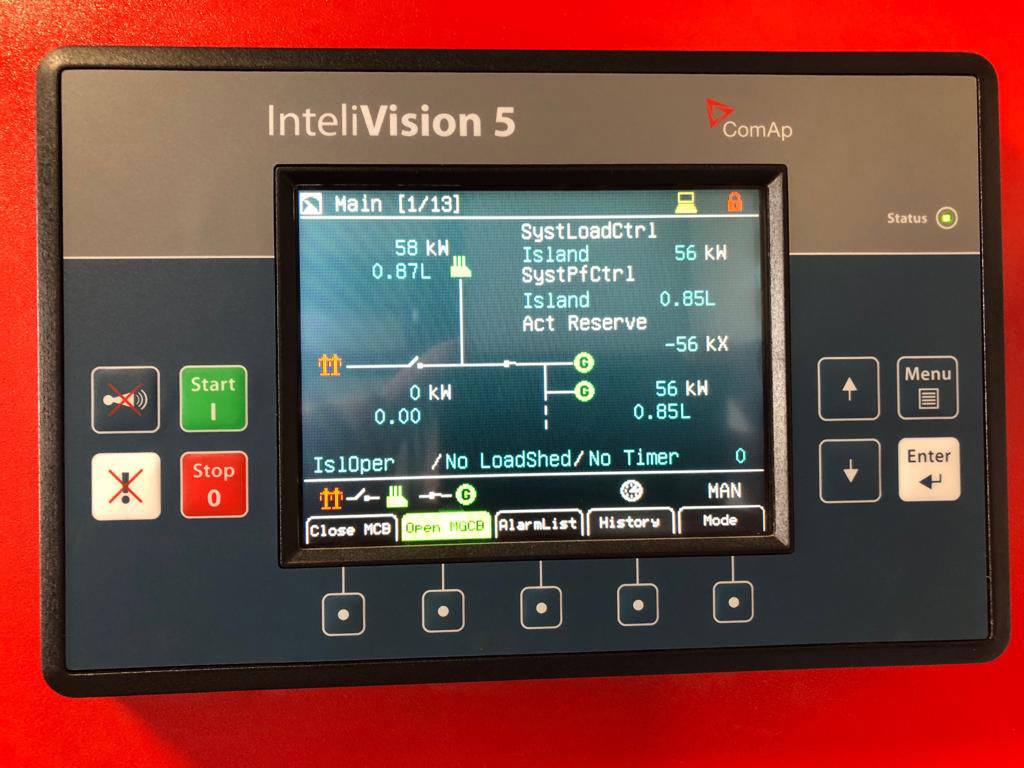 InteliVision 5
ComAp
Status
Main [1/13]
58 kW
0.87L
SystLoadCtrl
Island 56 kW
SystPfCtrl
Island 0.85L
Act Reserve
-56 kX
G
0 kW
0.00
G
56 kW
0.85L
IslOper /No LoadShed/No Timer 0
G
MAN
Close MCB
Open MGCB
AlarmList
History
Mode
Start
I
Stop
0
Menu
Enter